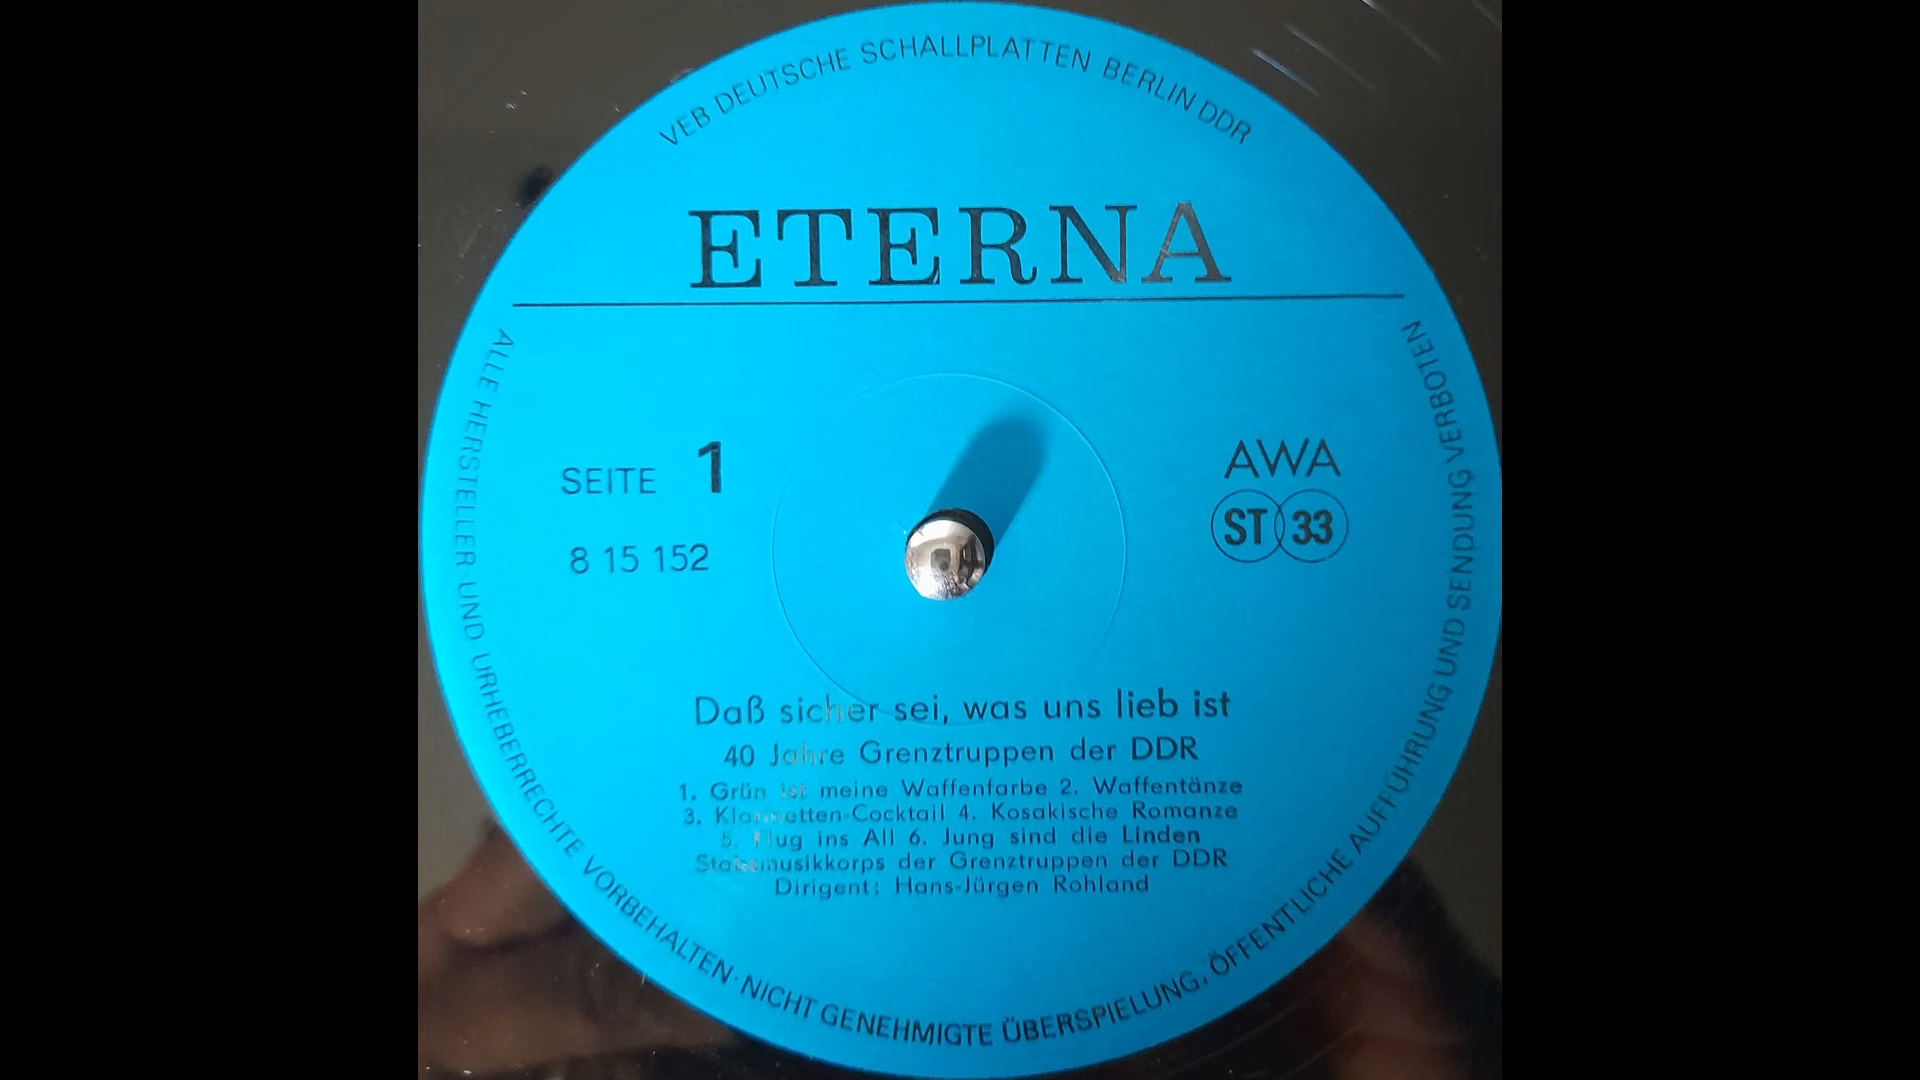 VEB DEUTSCHE SCHALLPLATTEN BERLIN DDR
ETERNA
SEITE 1
8 15 152
AWA
ST 33
Daß sicher sei, was uns lieb ist
40 Jahre Grenztruppen der DDR
1. Grün ist meine Waffenfarbe 2. Waffentänze
3. Klarinetten-Cocktail 4. Kosakische Romanze
5. Flug ins All 6. Jung sind die Linden
Stabsmusikkorps der Grenztruppen der DDR
Dirigent: Hans-Jürgen Rohland
ALLE HERSTELLER- UND URHEBERRECHTE VORBEHALTEN · NICHT GENEHMIGTE ÜBERSPIELUNG, ÖFFENTLICHE AUFFÜHRUNG UND SENDUNG VERBOTEN